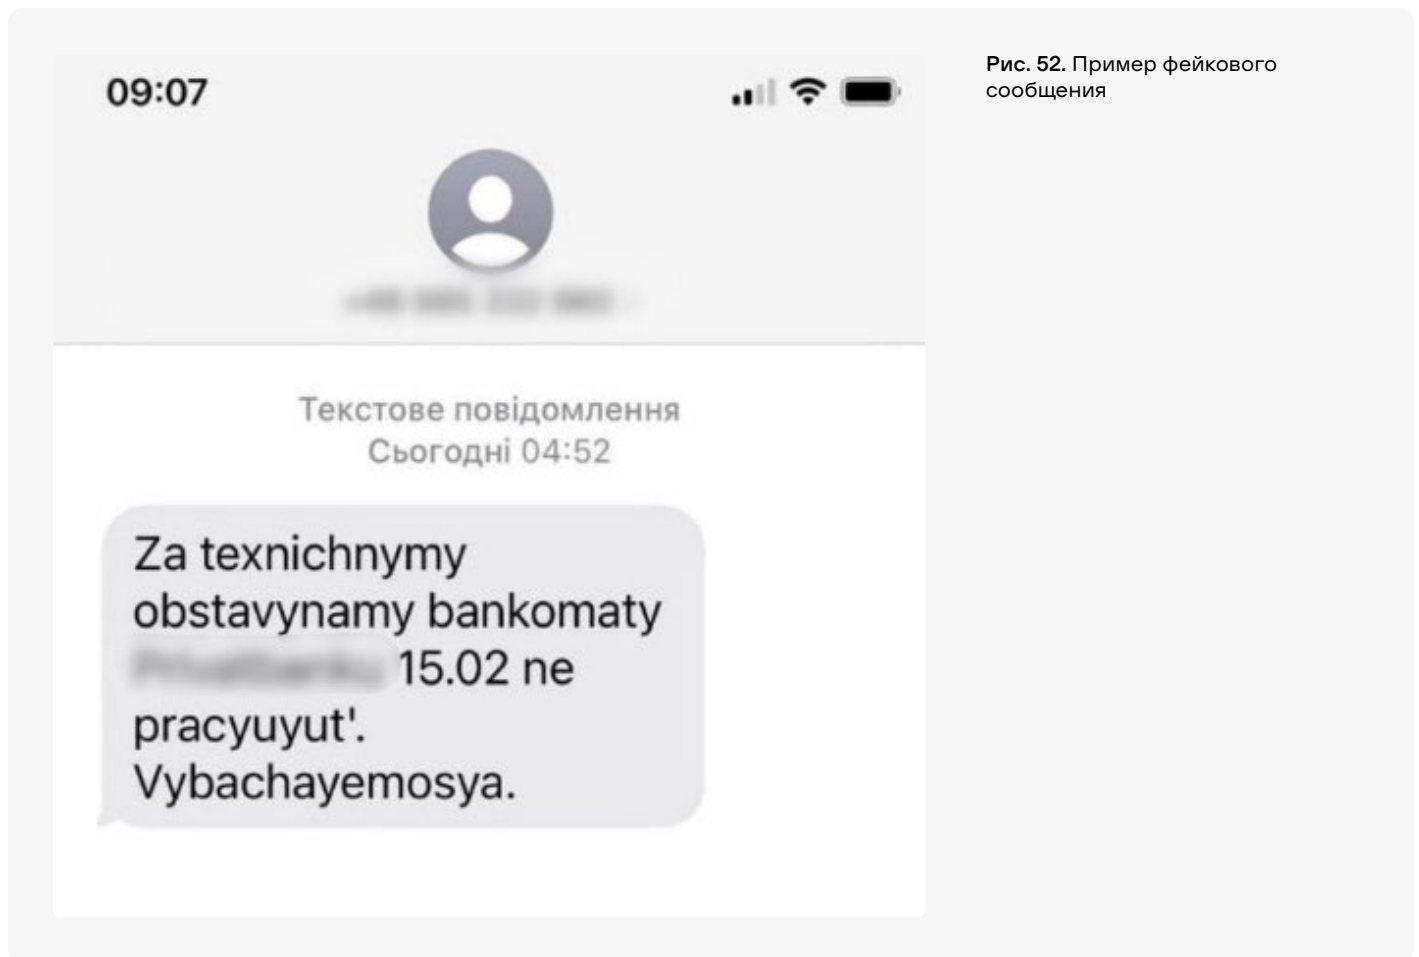 09:07
Текстове повідомлення
Сьогодні 04:52
Za texnichnymy
obstavynamy bankomaty
15.02 ne
pracyuyut'.
Vybachayemosya.
Рис. 52. Пример фейкового
сообщения